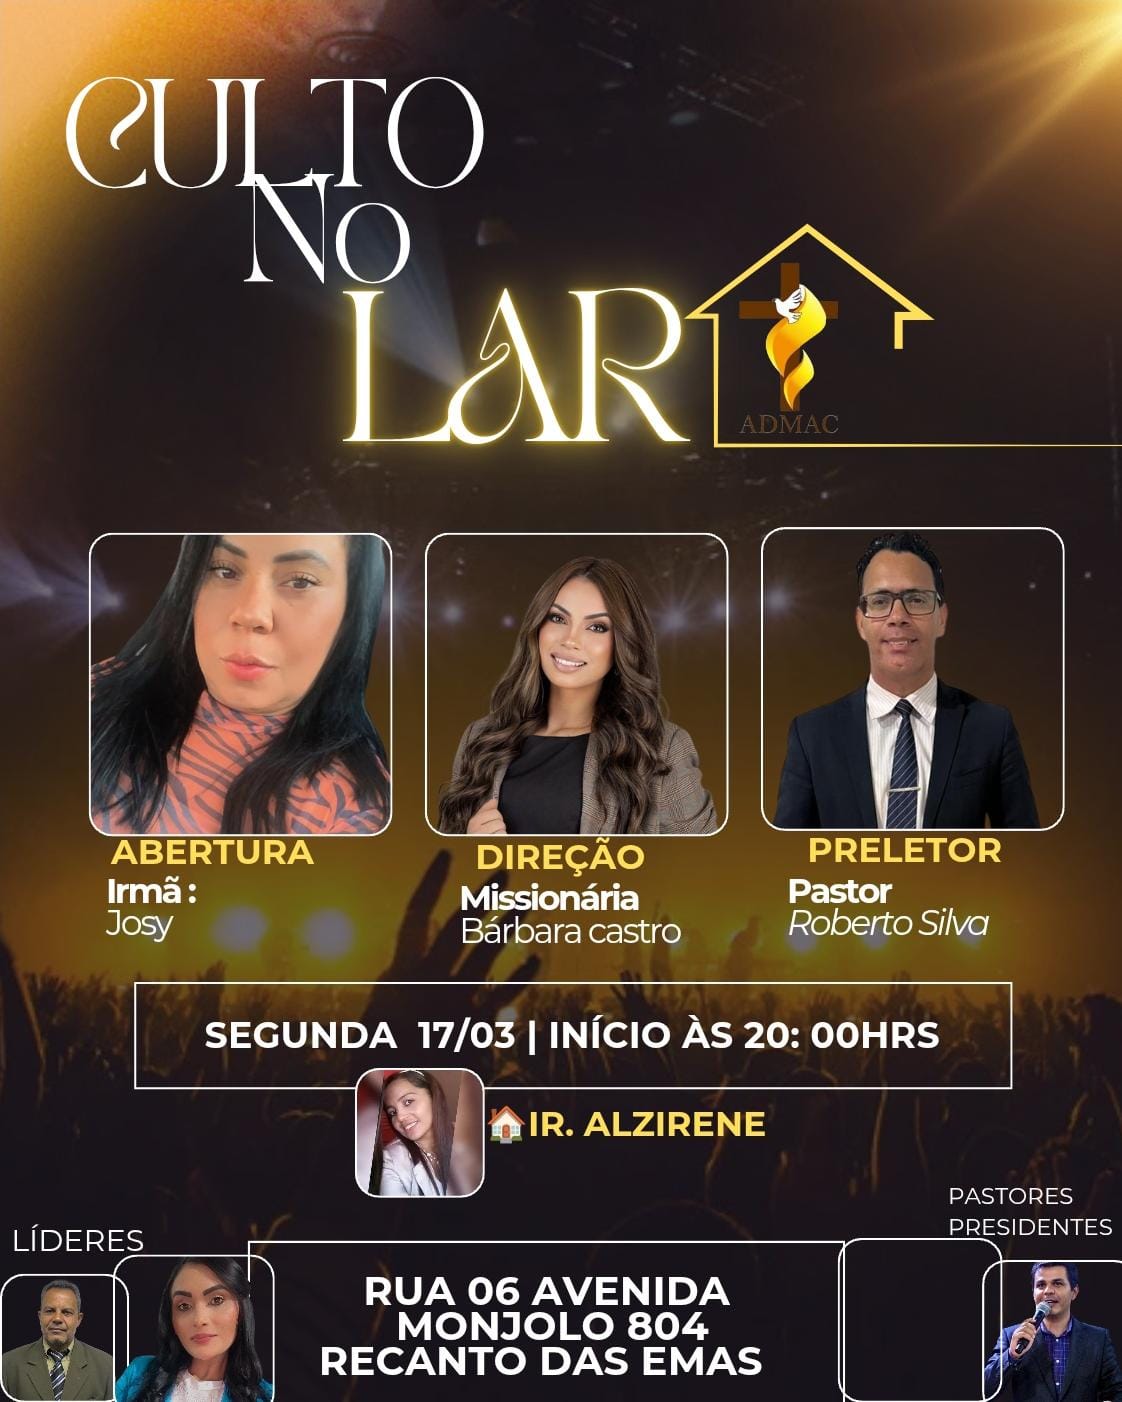 CULTO
No
LAR
ADMAC
ABERTURA
Irmã :
Josy
DIREÇÃO
Missionária
Bárbara castro
PRELETOR
Pastor
Roberto Silva
SEGUNDA 17/03 | INÍCIO ÀS 20: 00HRS
IR. ALZIRENE
LÍDERES
PASTORES
PRESIDENTES
RUA 06 AVENIDA
MONJOLO 804
RECANTO DAS EMAS